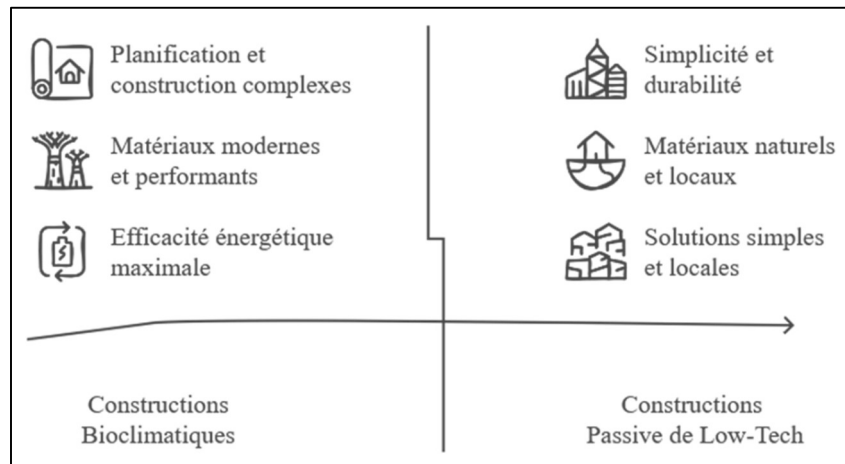 Planification et
construction complexes
Matériaux modernes
et performants
Efficacité énergétique
maximale
Constructions
Bioclimatiques
Simplicité et
durabilité
Matériaux naturels
et locaux
Solutions simples
et locales
Constructions
Passive de Low-Tech